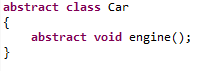 abstract class Car
{
    abstract void engine();
}